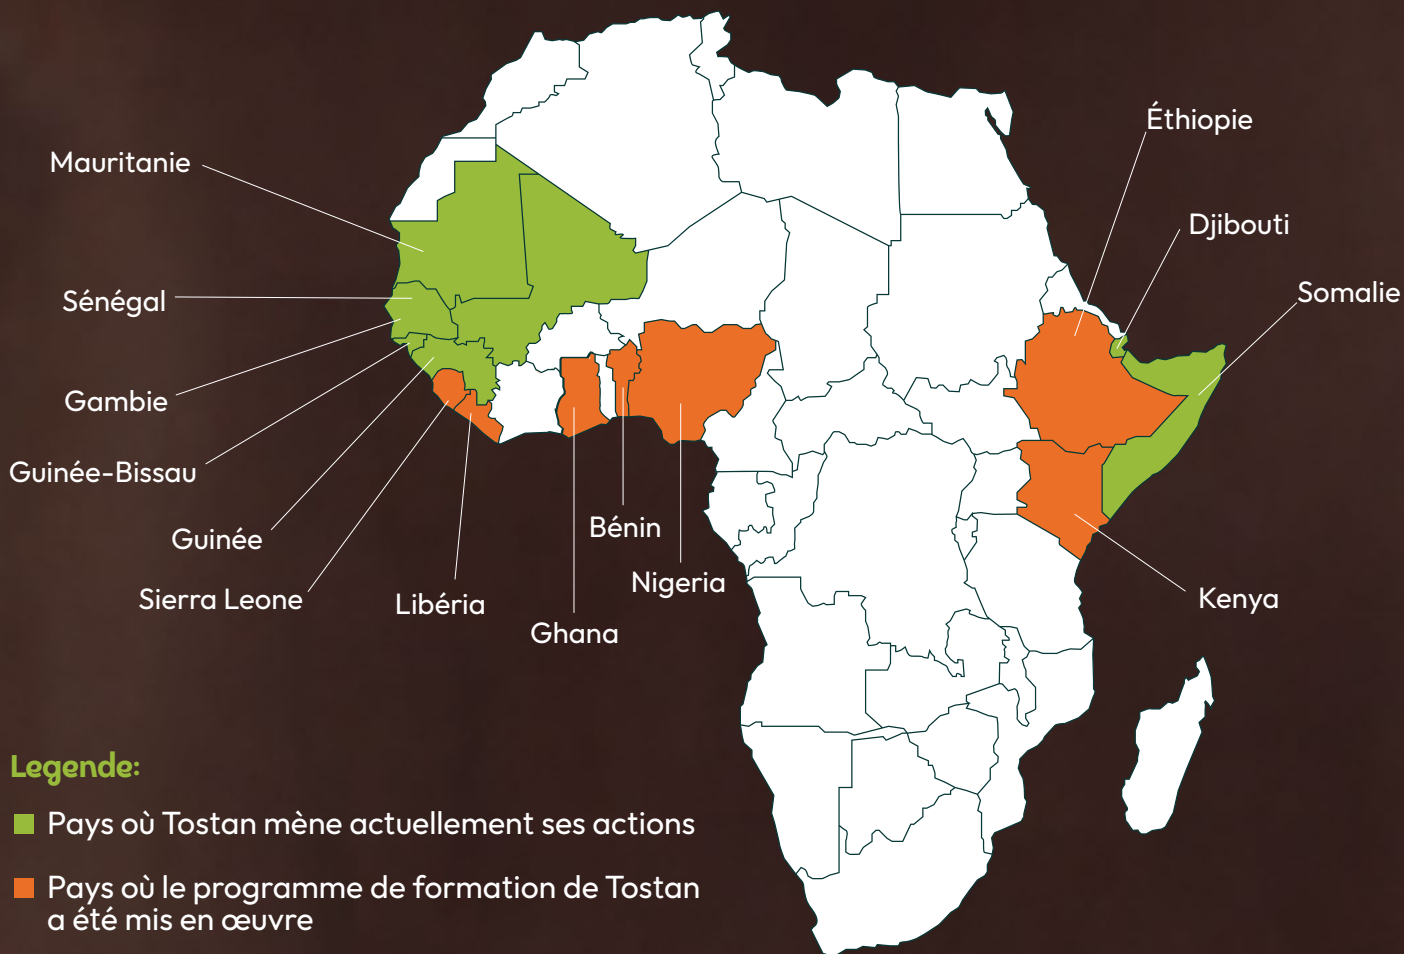 Mauritanie
Sénégal
Gambie
Guinée-Bissau
Guinée
Sierra Leone
Libéria
Ghana
Bénin
Nigeria
Éthiopie
Djibouti
Somalie
Kenya
Legende:
Pays où Tostan mène actuellement ses actions
Pays où le programme de formation de Tostan
a été mis en œuvre